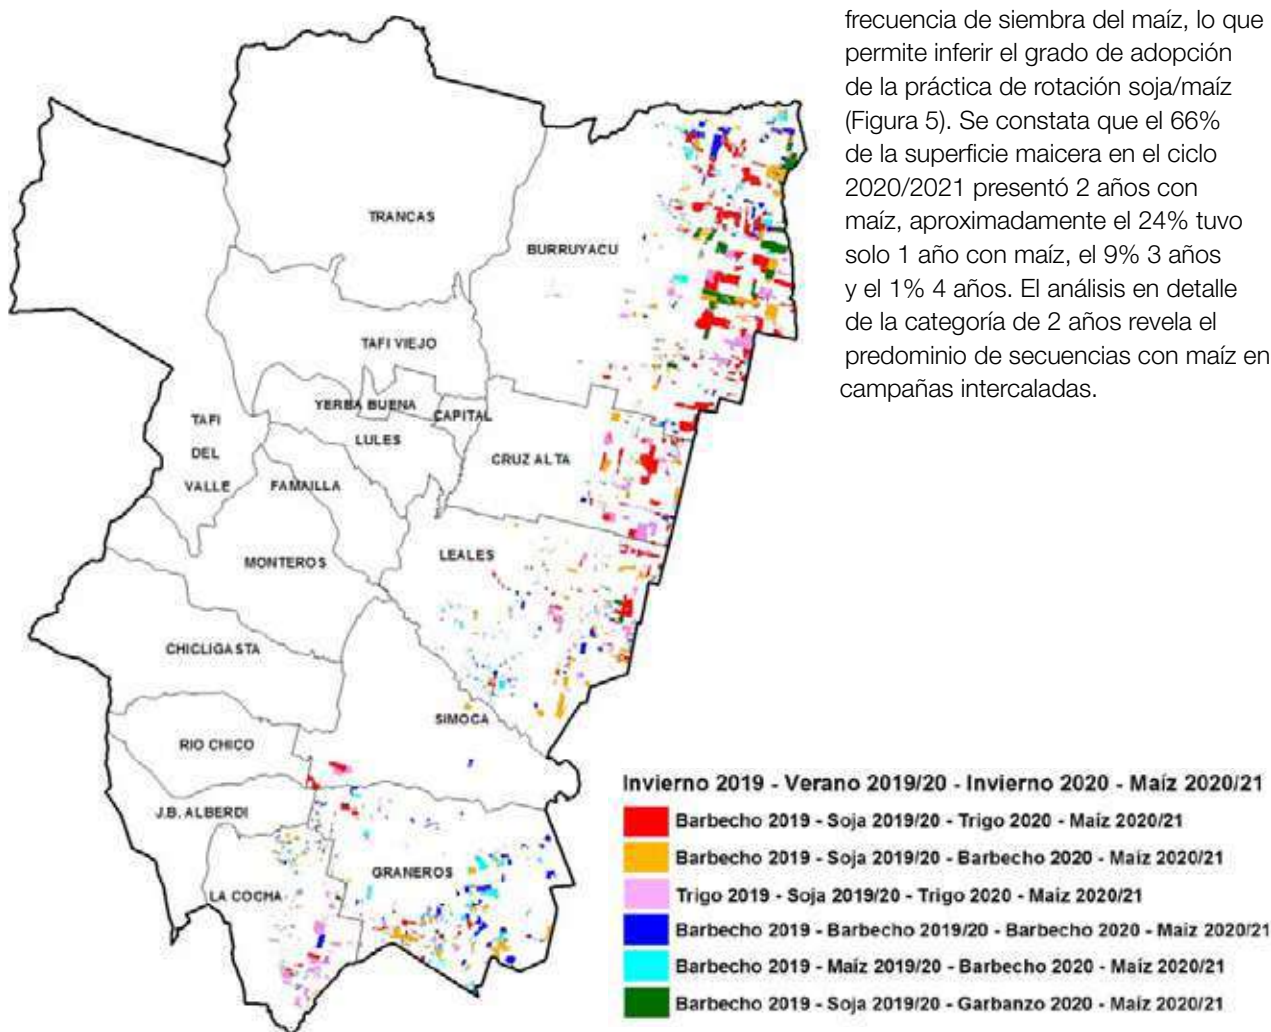 frecuencia de siembra del maíz, lo que
permite inferir el grado de adopción
de la práctica de rotación soja/maíz
(Figura 5). Se constata que el 66%
de la superficie maicera en el ciclo
2020/2021 presentó 2 años con
maíz, aproximadamente el 24% tuvo
solo 1 año con maíz, el 9% 3 años
y el 1% 4 años. El análisis en detalle
de la categoría de 2 años revela el
predominio de secuencias con maíz en
campañas intercaladas.
TRANCAS
BURRUYACU
TAFI VIEJO
YERBA BUENA
CAPITAL
TAFI
DEL
VALLE
LULES
CRUZ ALTA
FAMAILLA
LEALES
MONTEROS
CHICLIGASTA
SIMOCA
RIO CHICO
J.B. ALBERDI
GRANEROS
LA COCHA
Invierno 2019 - Verano 2019/20 - Invierno 2020 - Maíz 2020/21
Barbecho 2019 - Soja 2019/20 - Trigo 2020 - Maíz 2020/21
Barbecho 2019 - Soja 2019/20 - Barbecho 2020 - Maíz 2020/21
Trigo 2019 - Soja 2019/20 - Trigo 2020 - Maíz 2020/21
Barbecho 2019 - Barbecho 2019/20 - Barbecho 2020 - Maíz 2020/21
Barbecho 2019 - Maíz 2019/20 - Barbecho 2020 - Maíz 2020/21
Barbecho 2019 - Soja 2019/20 - Garbanzo 2020 - Maíz 2020/21